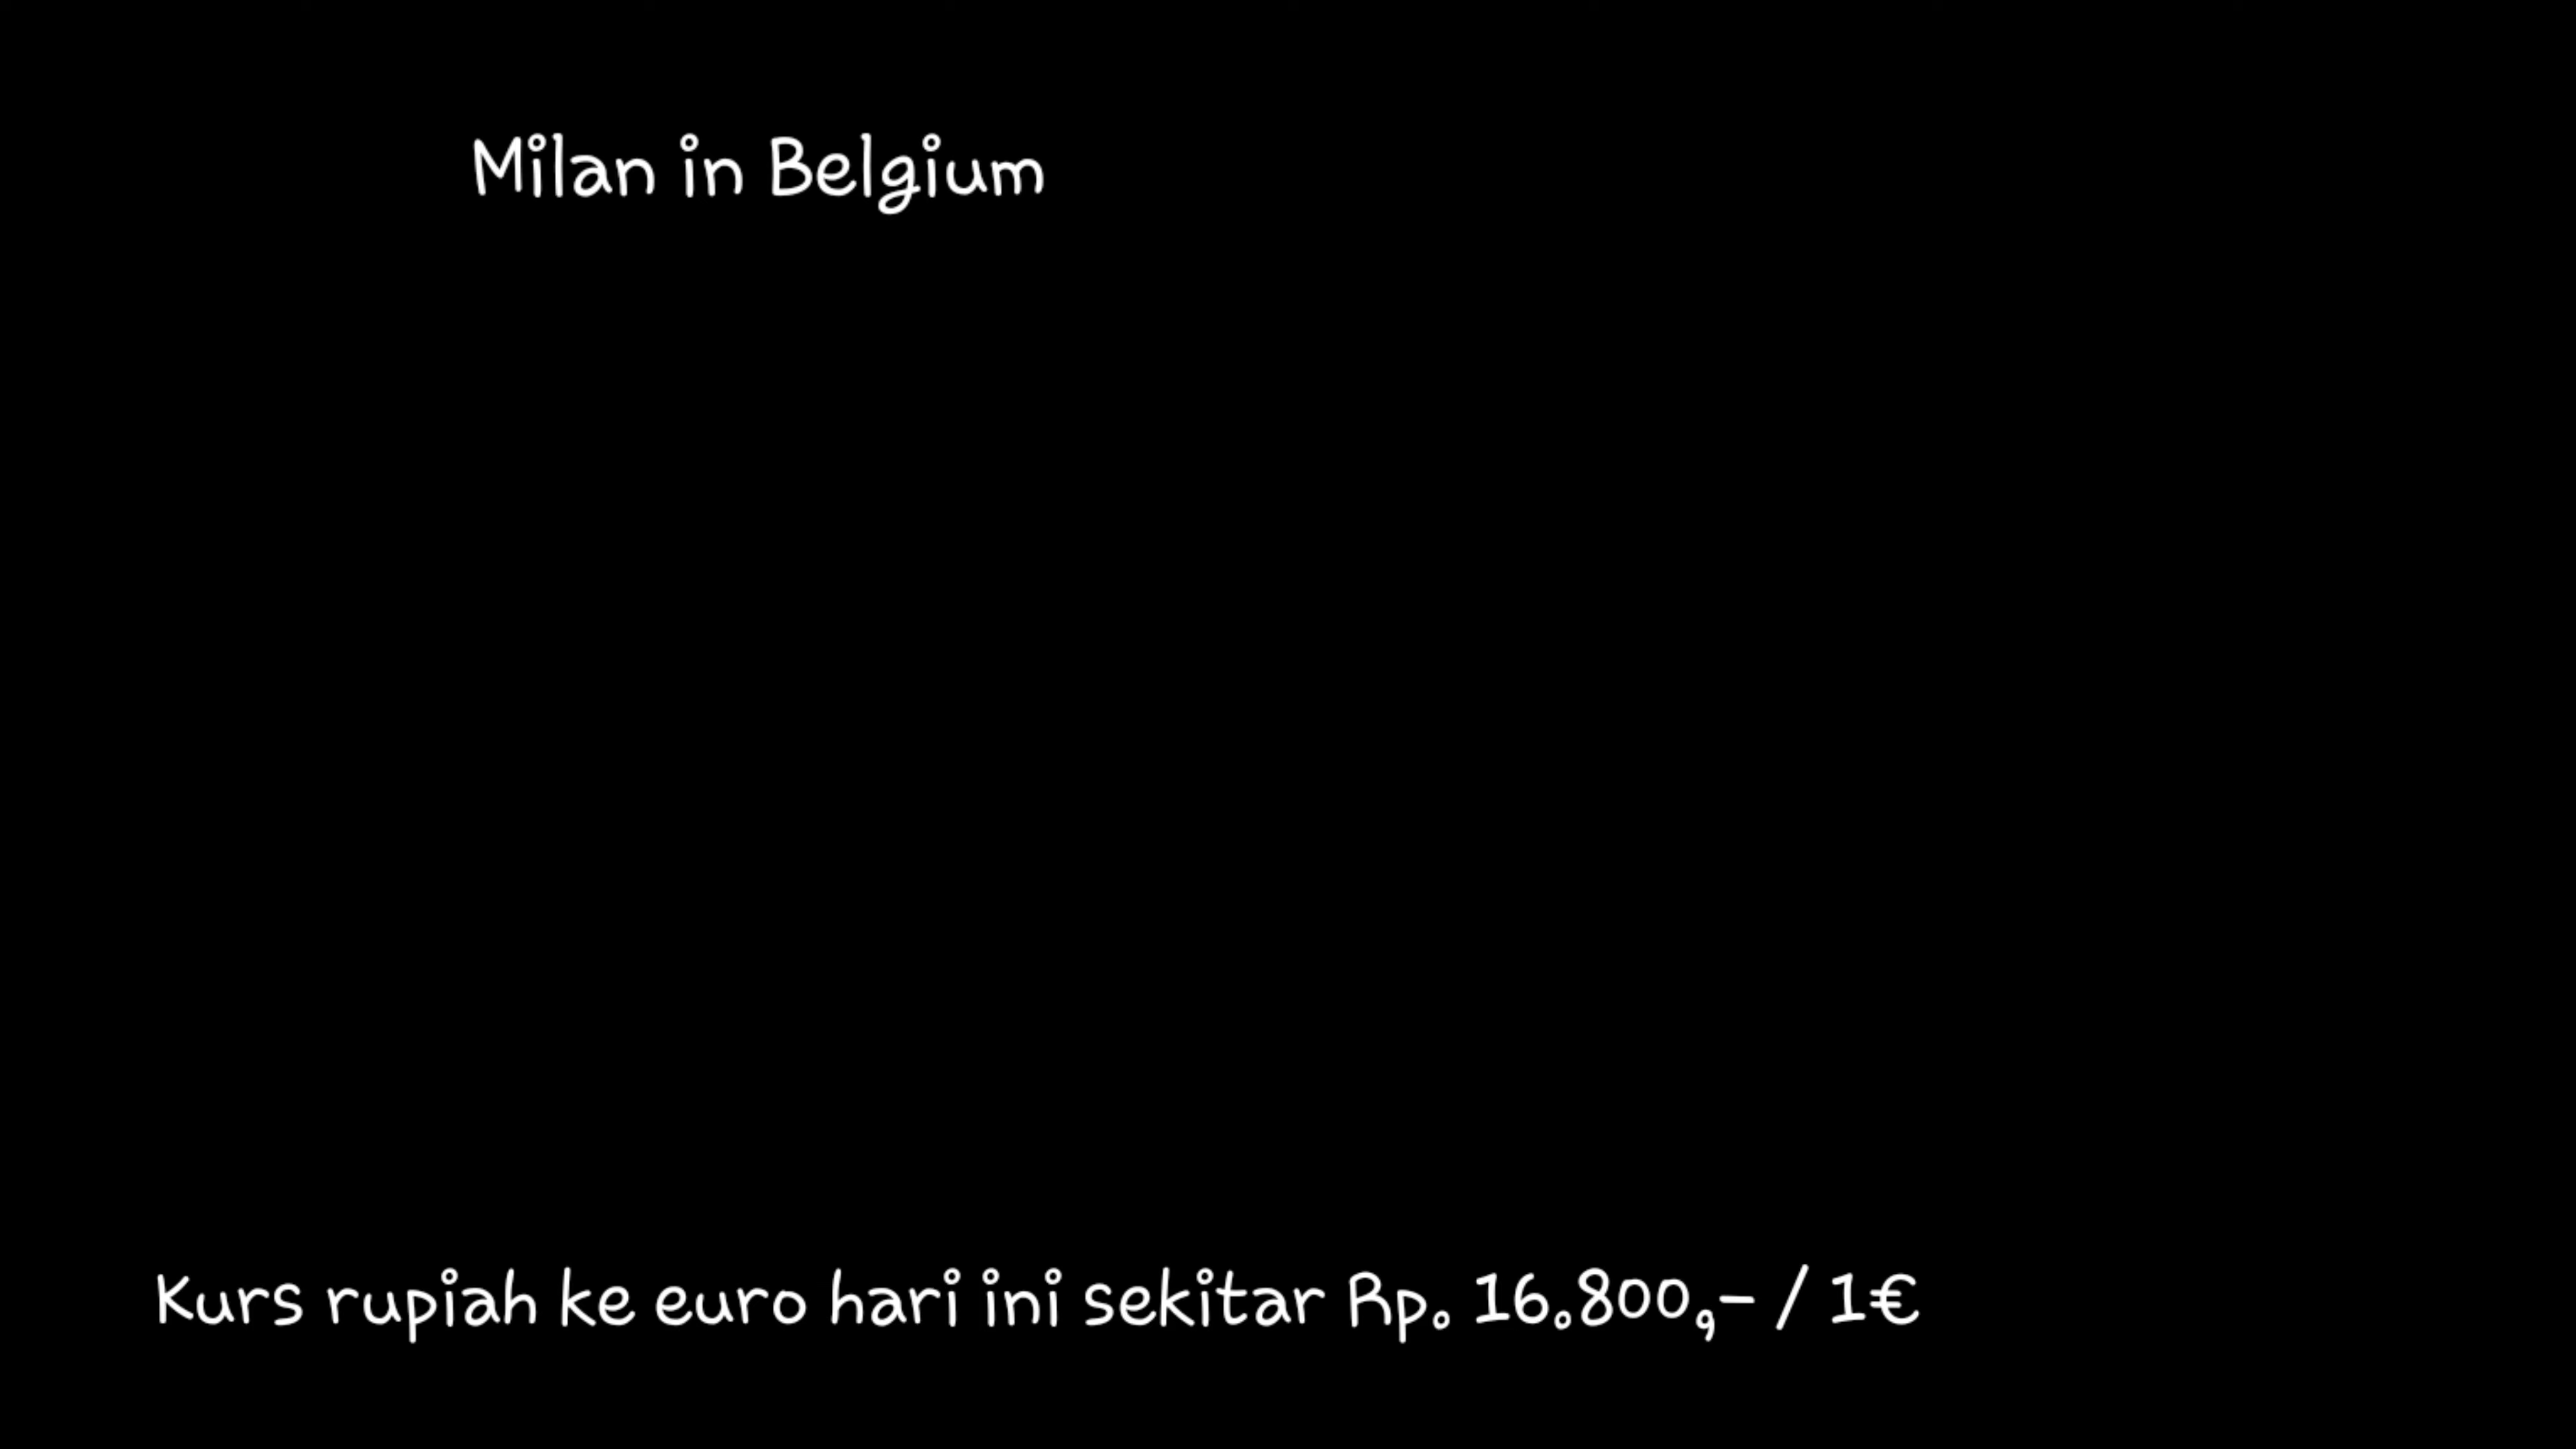 Milan in Belgium
Kurs rupiah ke euro hari ini sekitar Rp. 16.800,- / 1€